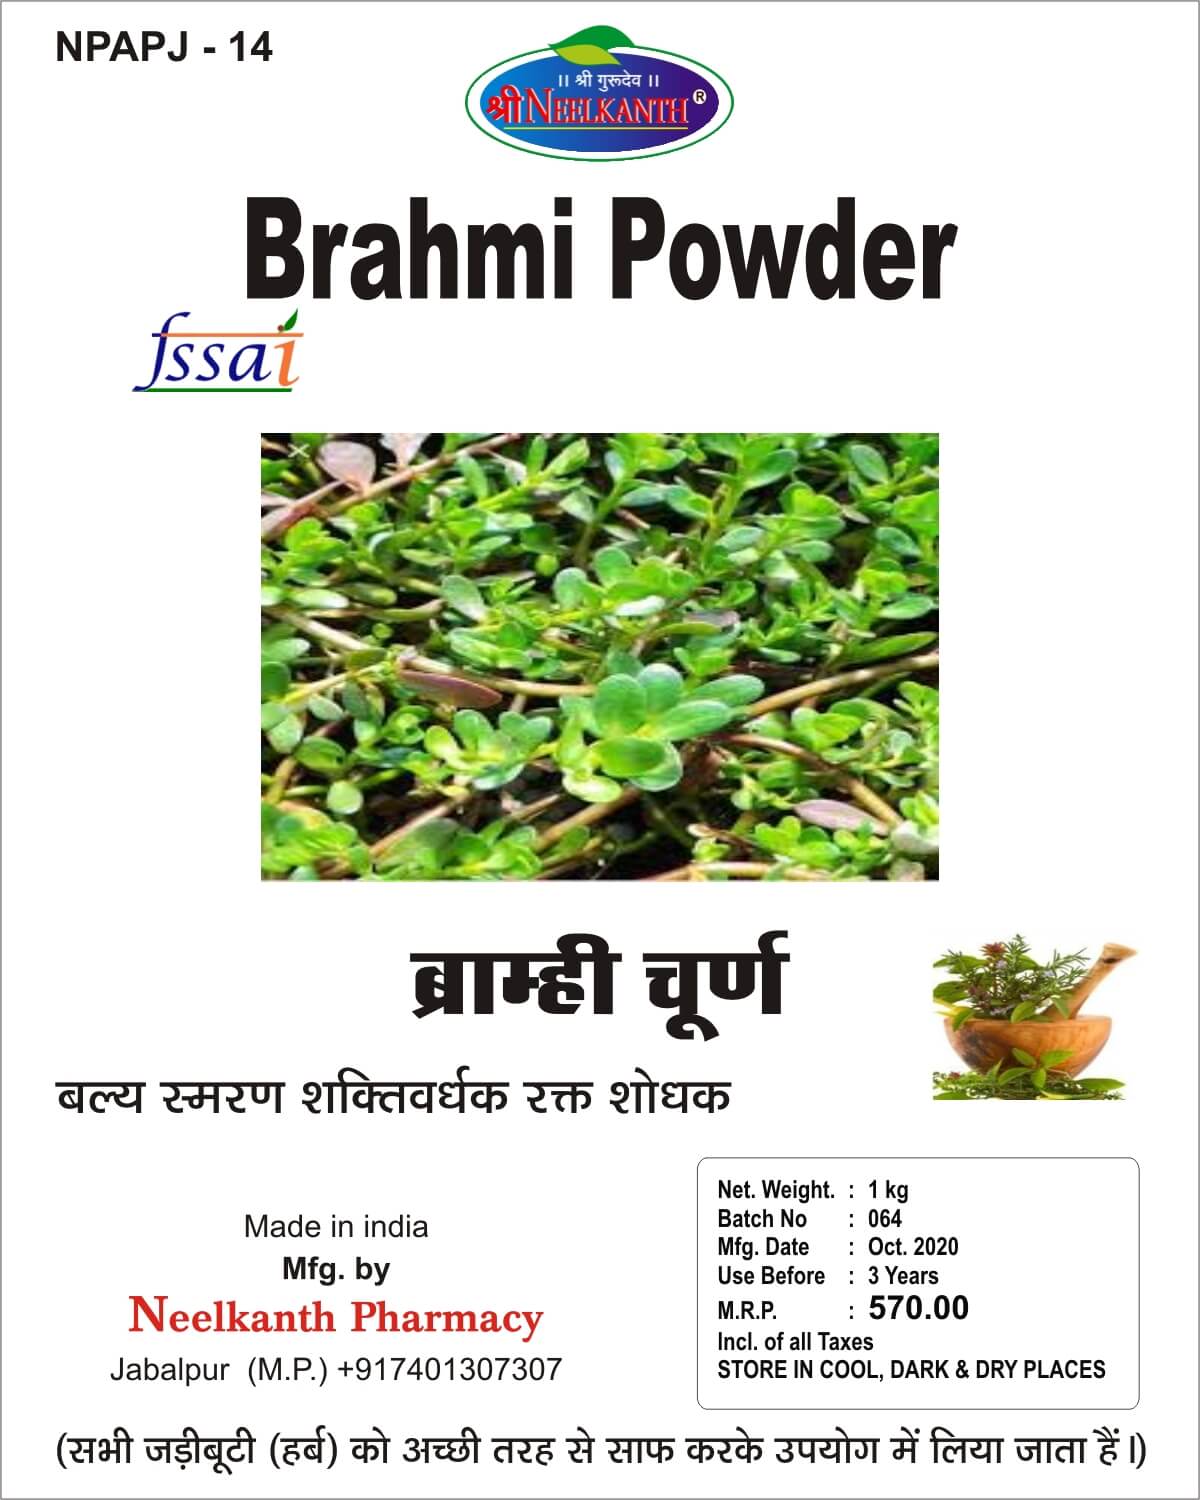 NPAPJ - 14
।। श्री गुरूदेव ।।
श्री NEELKANTH ®
Brahmi Powder
fssai
ब्राम्ही चूर्ण
बल्य स्मरण शक्तिवर्धक रक्त शोधक
Made in india
Mfg. by
Neelkanth Pharmacy
Jabalpur (M.P.) +917401307307
Net. Weight. : 1 kg
Batch No : 064
Mfg. Date : Oct. 2020
Use Before : 3 Years
M.R.P. : 570.00
Incl. of all Taxes
STORE IN COOL, DARK & DRY PLACES
(सभी जड़ीबूटी (हर्ब) को अच्छी तरह से साफ करके उपयोग में लिया जाता हैं।)